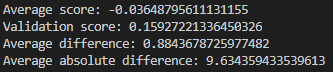 Average score: -0.03648795611131155
Validation score: 0.15927221336450326
Average difference: 0.8843678725977482
Average absolute difference: 9.634359433539613